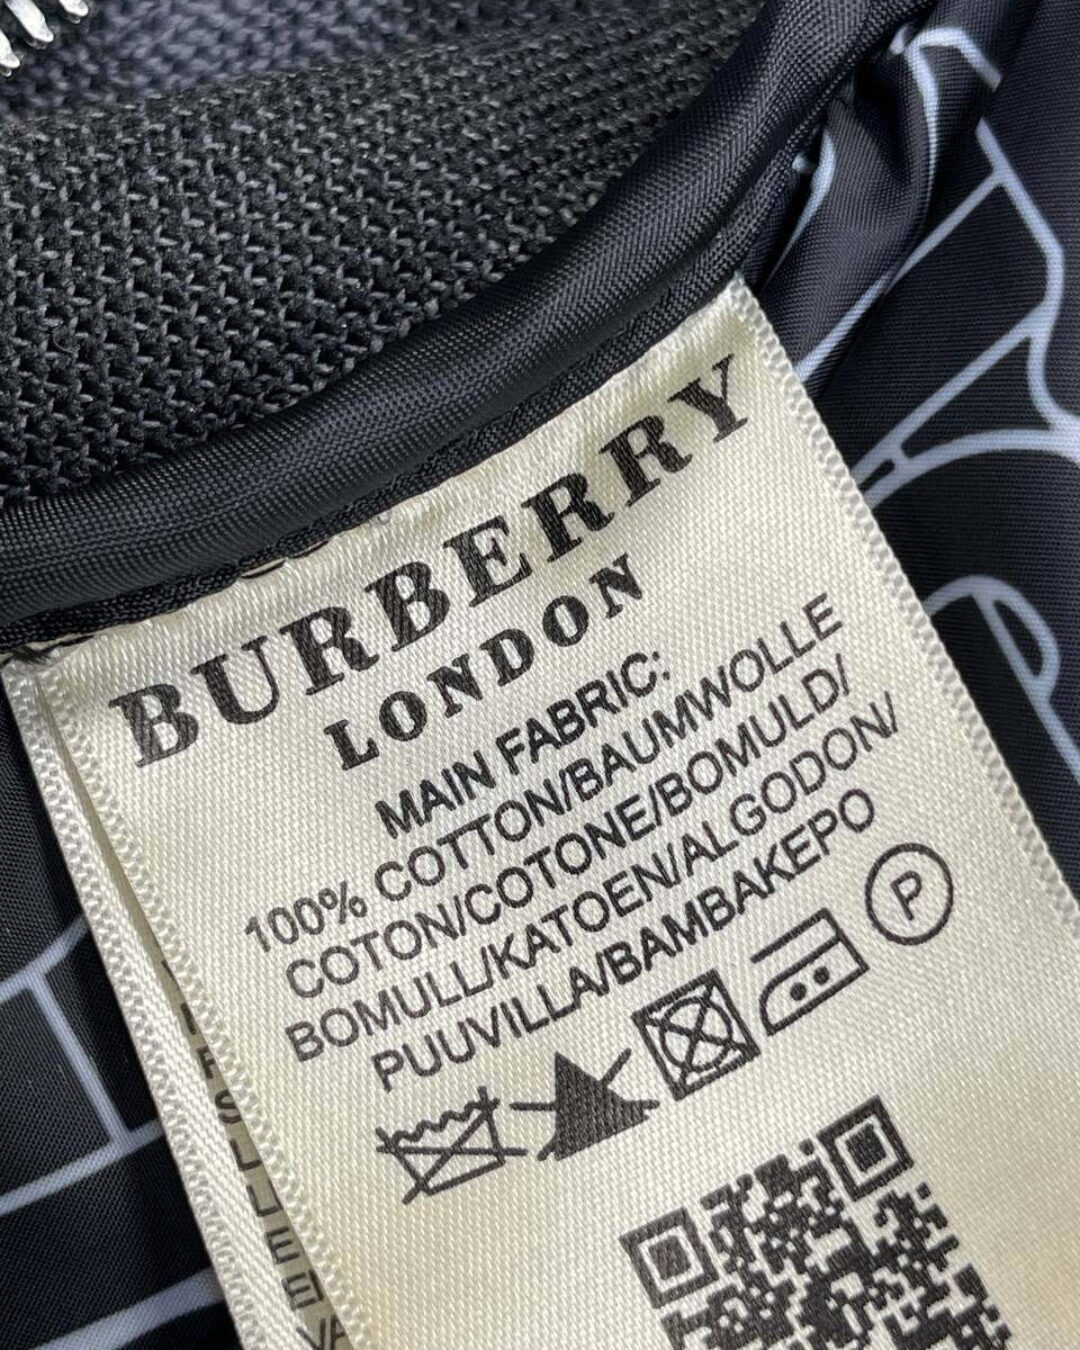 BURBERRY
LONDON
MAIN FABRIC:
100% COTTON/BAUMWOLLE
COTON/COTONE/BOMULD/
BOMULL/KATOEN/ALGODON/
PUUVILLA/BAMBAKEPO
P